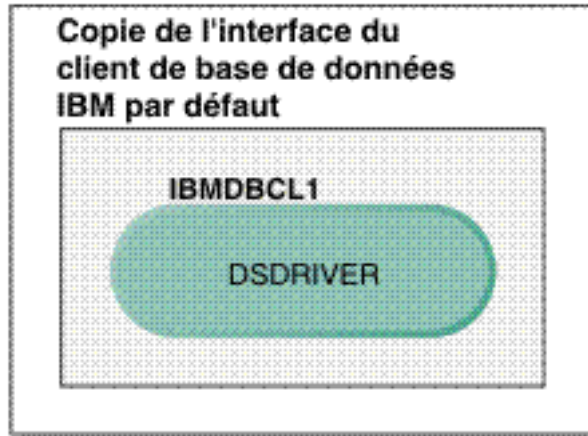 Copie de l'interface du
client de base de données
IBM par défaut
IBMDBCL1
DSDRIVER